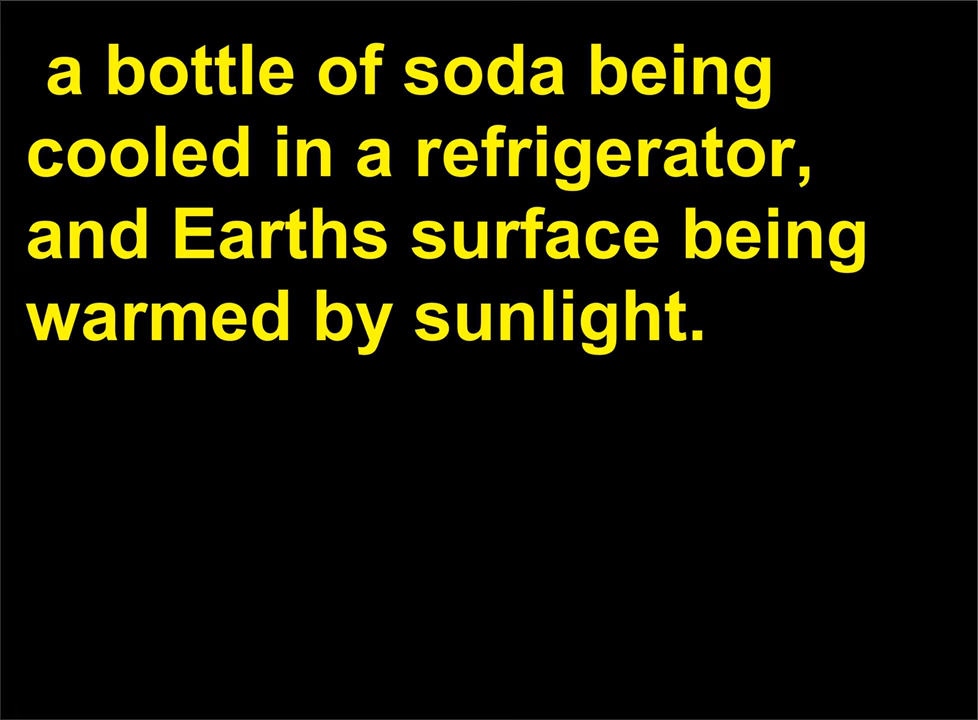 a bottle of soda being
cooled in a refrigerator,
and Earths surface being
warmed by sunlight.